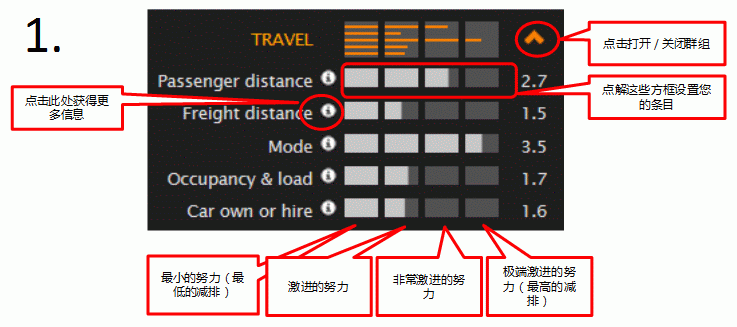 1.
TRAVEL
Passenger distance 2.7
Freight distance 1.5
Mode 3.5
Occupancy & load 1.7
Car own or hire 1.6
点击打开 / 关闭群组
点击此处获得更
多信息
点解这些方框设置您
的条目
最小的努力（最
低的减排）
激进的努力
非常激进的努
力
极端激进的努
力（最高的减
排）